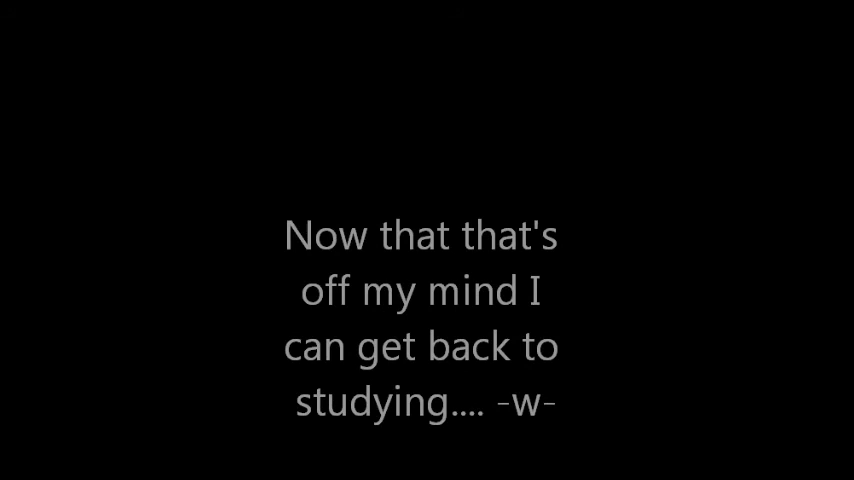 Now that that's
off my mind I
can get back to
studying.... -w-